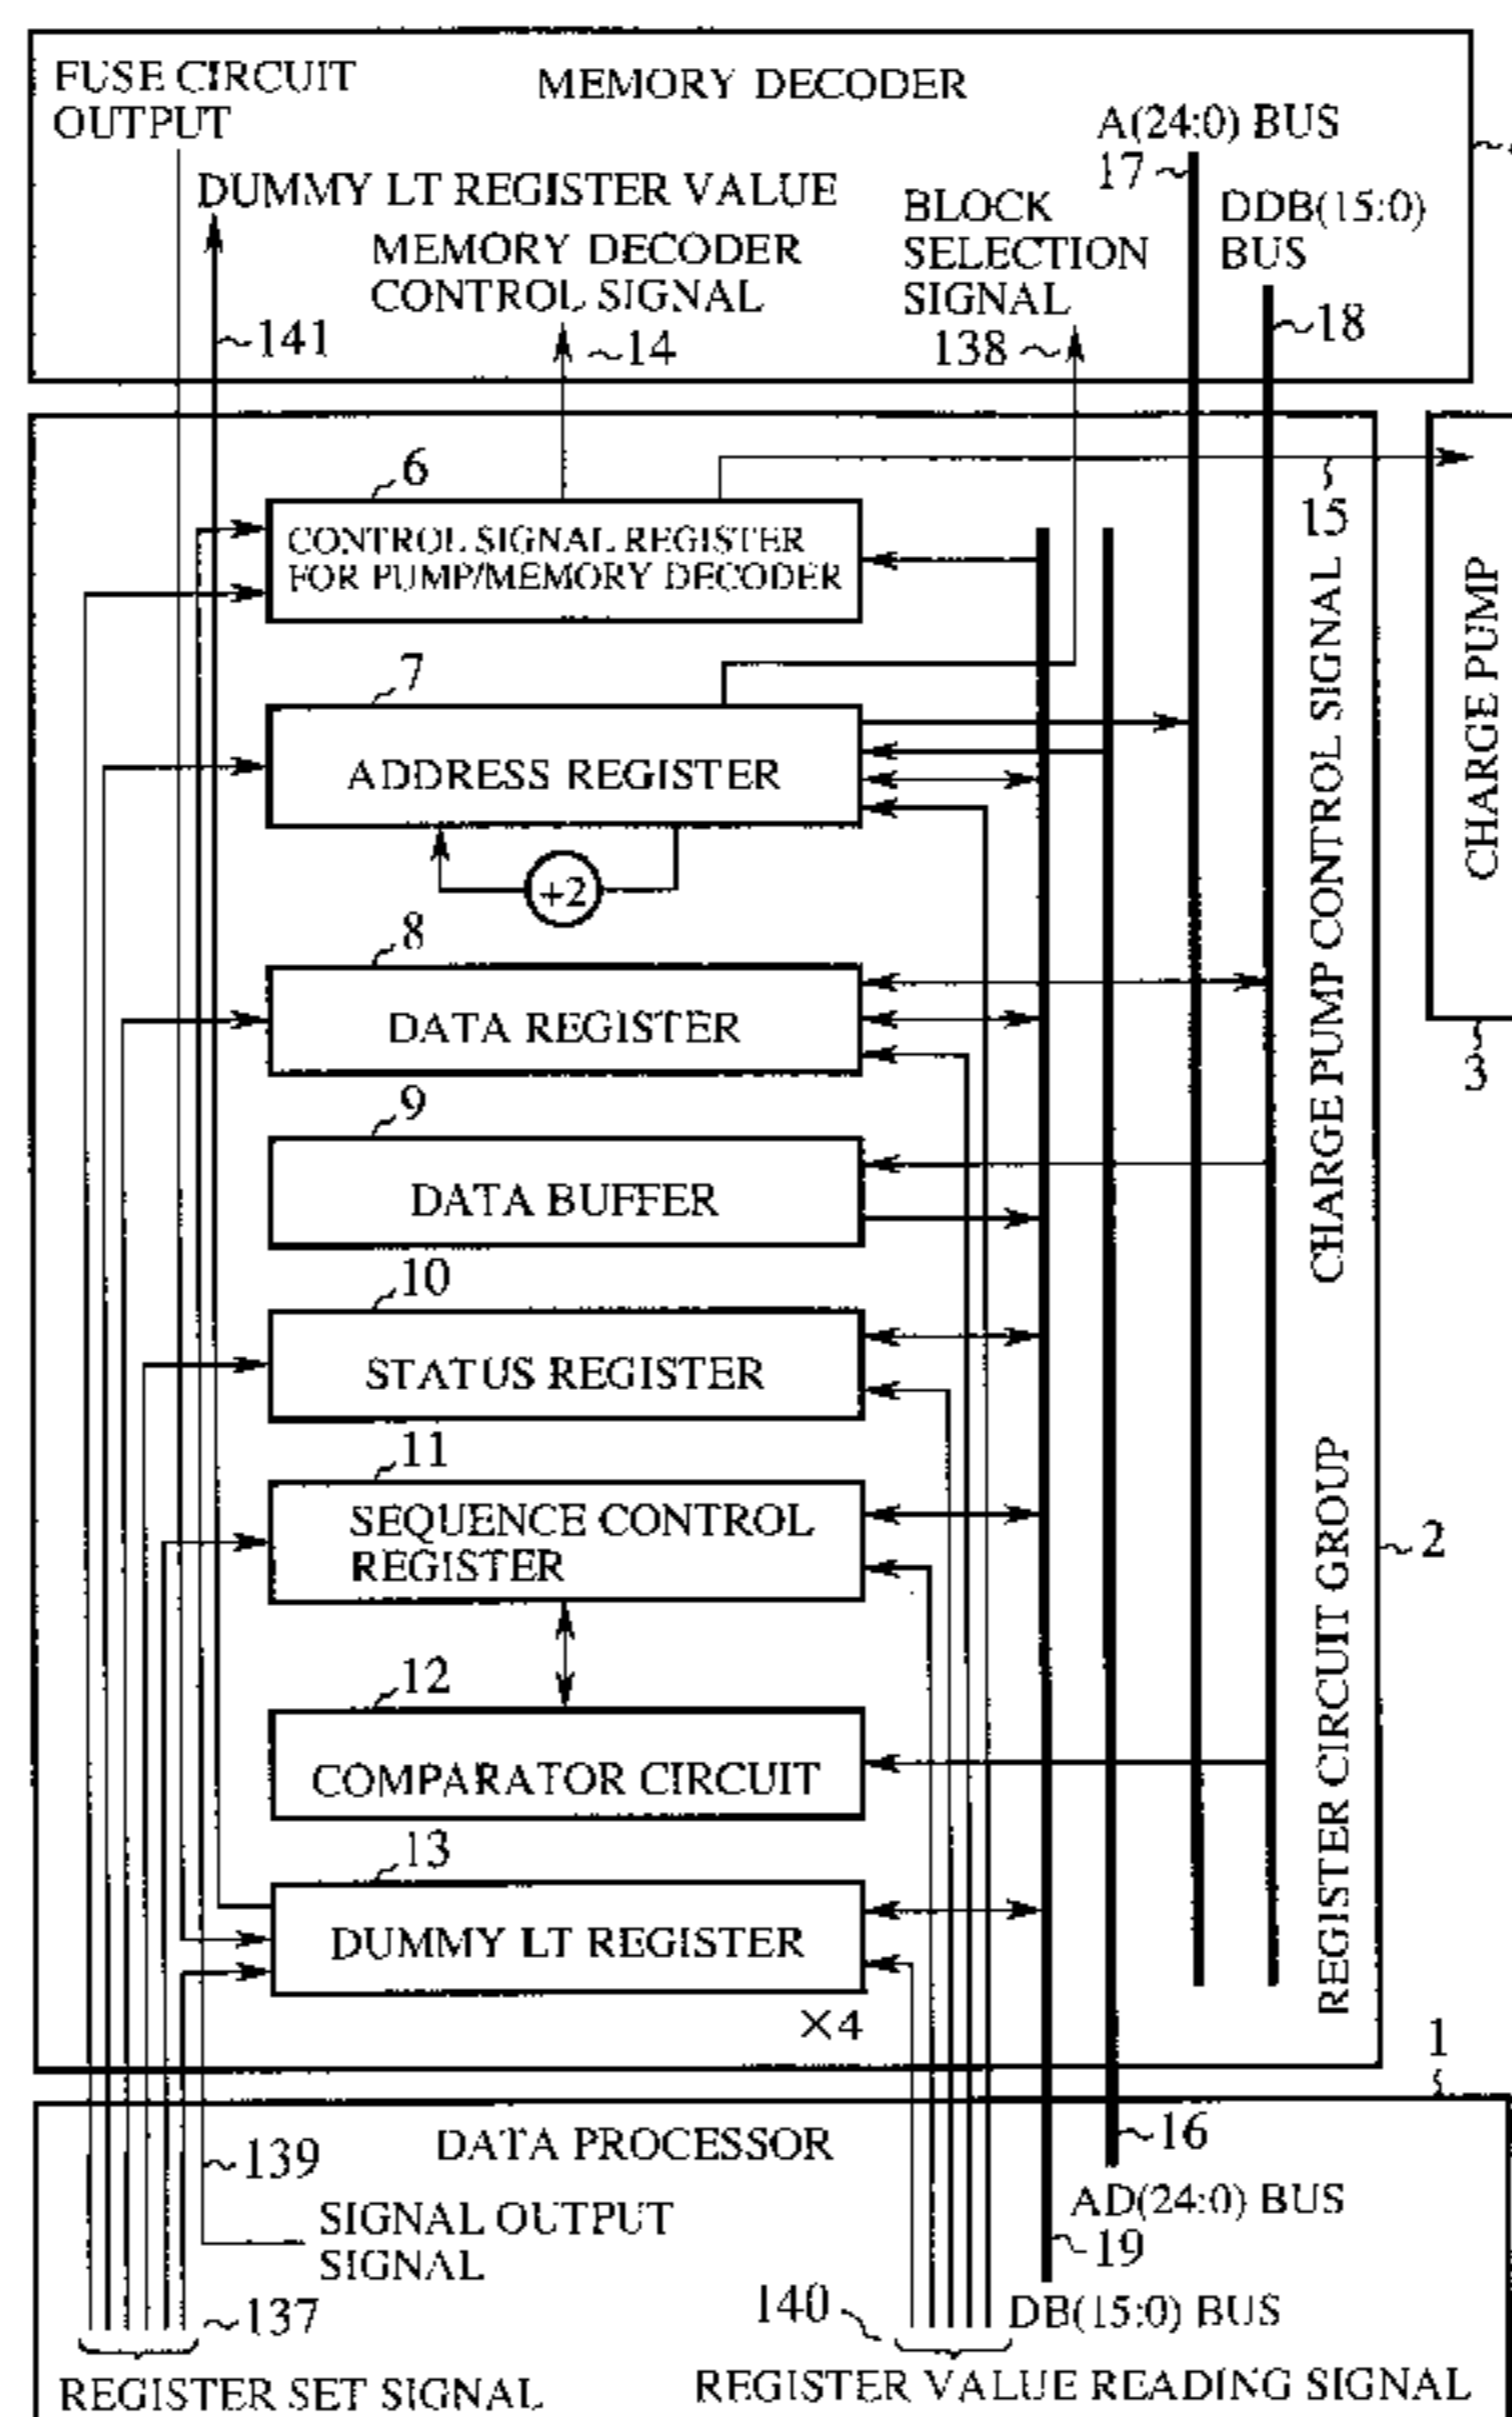 FUSE CIRCUIT
OUTPUT
MEMORY DECODER
A(24:0) BUS
17
DUMMY LT REGISTER VALUE
DDB(15:0)
BUS
MEMORY DECODER
CONTROL SIGNAL
BLOCK
SELECTION
SIGNAL
141
14
138
18
6
CONTROL SIGNAL REGISTER
FOR PUMP/MEMORY DECODER
15
CHARGE PUMP CONTROL SIGNAL
CHARGE PUMP
3
7
ADDRESS REGISTER
+2
8
DATA REGISTER
9
DATA BUFFER
10
STATUS REGISTER
11
SEQUENCE CONTROL
REGISTER
2
REGISTER CIRCUIT GROUP
12
COMPARATOR CIRCUIT
13
DUMMY LT REGISTER
×4
1
DATA PROCESSOR
139
16
SIGNAL OUTPUT
SIGNAL
AD(24:0) BUS
19
137
140
DB(15:0) BUS
REGISTER SET SIGNAL
REGISTER VALUE READING SIGNAL